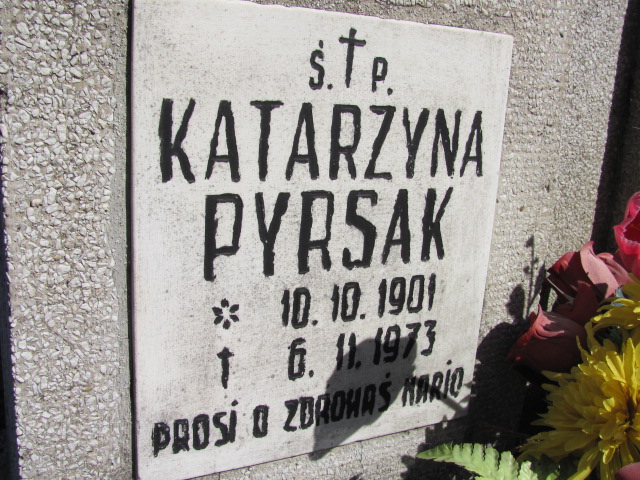 Ś. P.
KATARZYNA
PYRSAK
10.10.1901
6.11.1973
PROSI O ZDROWAŚ MARIO